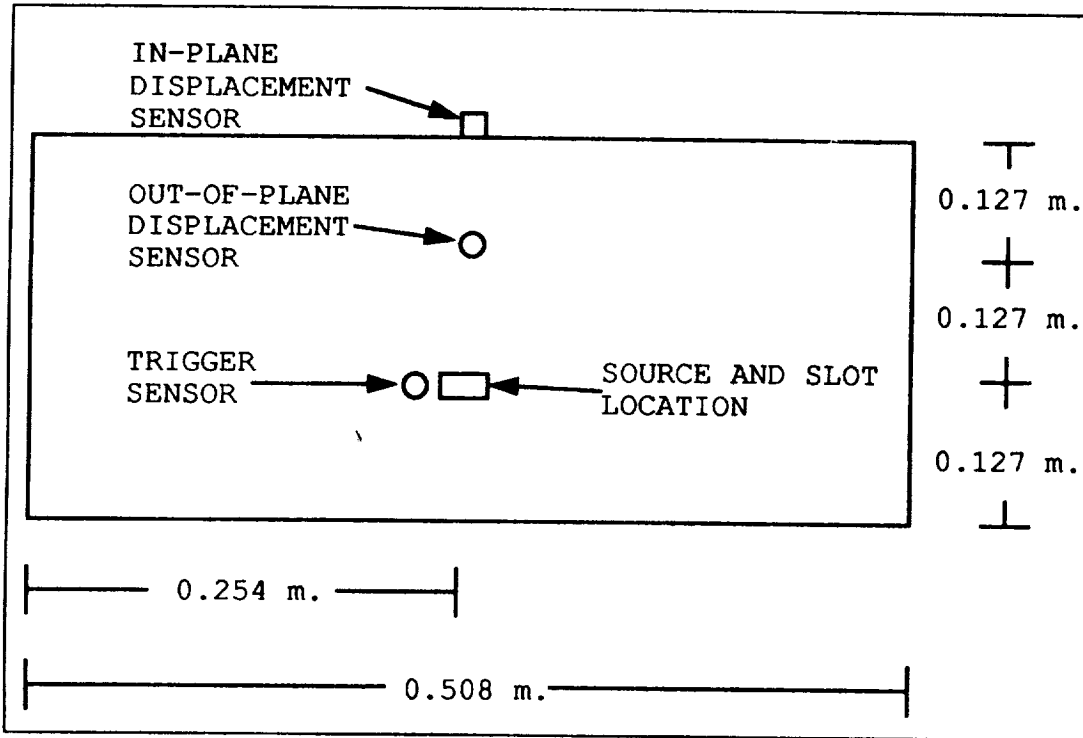 IN-PLANE
DISPLACEMENT
SENSOR
OUT-OF-PLANE
DISPLACEMENT
SENSOR
TRIGGER
SENSOR
SOURCE AND SLOT
LOCATION
0.127 m.
0.127 m.
0.127 m.
0.254 m.
0.508 m.